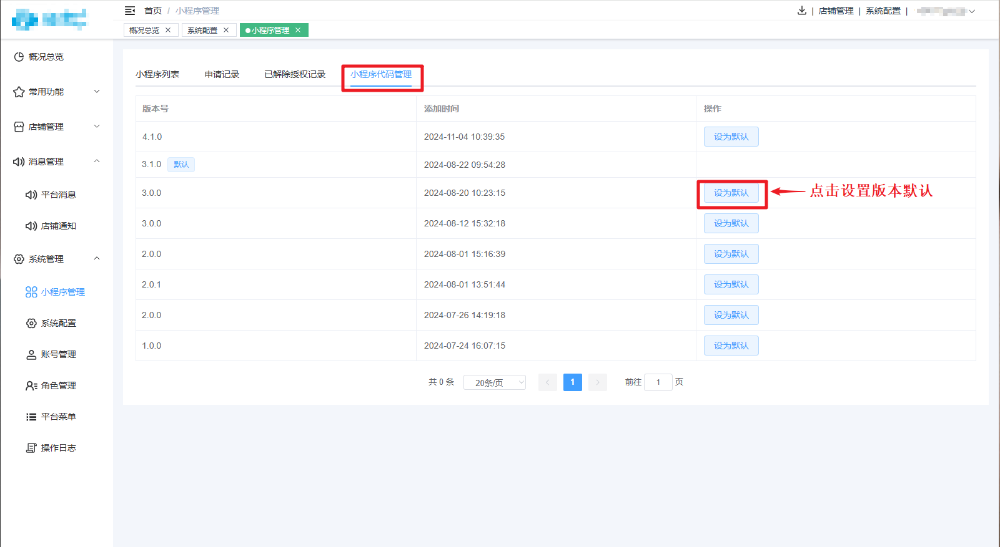 首页 / 小程序管理
| 店铺管理 | 系统配置 |
概况总览 × 系统配置 × 小程序管理 ×
概况总览
常用功能
店铺管理
消息管理
平台消息
店铺通知
系统管理
小程序管理
系统配置
账号管理
角色管理
平台菜单
操作日志
小程序列表 申请记录 已解除授权记录 小程序代码管理
版本号 添加时间 操作
4.1.0 2024-11-04 10:39:35 设为默认
3.1.0 默认 2024-08-22 09:54:28
3.0.0 2024-08-20 10:23:15 设为默认 点击设置版本默认
3.0.0 2024-08-12 15:32:18 设为默认
2.0.0 2024-08-01 15:16:39 设为默认
2.0.1 2024-08-01 13:51:44 设为默认
2.0.0 2024-07-26 14:19:18 设为默认
1.0.0 2024-07-24 16:07:15 设为默认
共 0 条 20条/页 < 1 > 前往 1 页